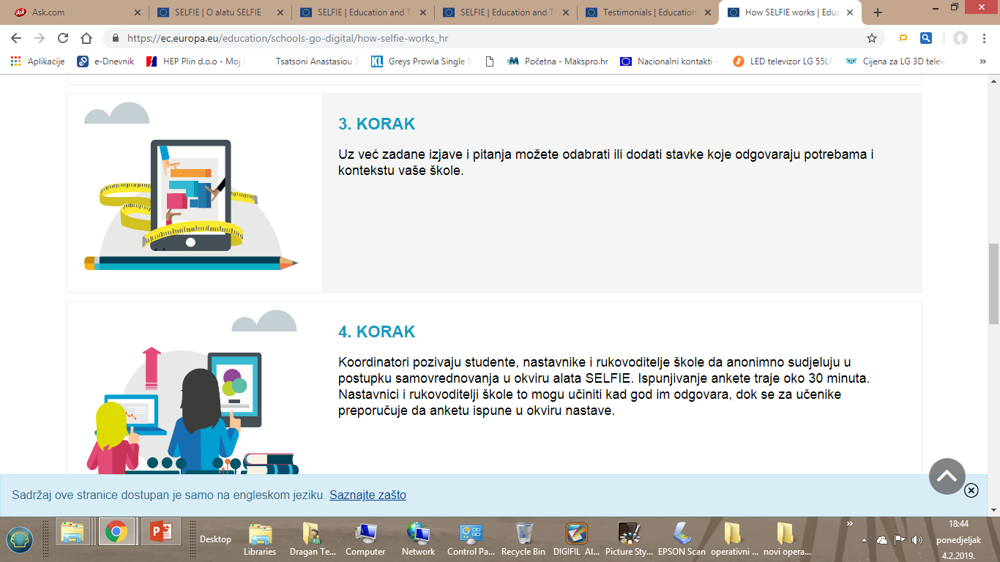 Ask.com
SELFIE | O alatu SELFIE
SELFIE | Education and Tr
SELFIE | Education and Tr
Testimonials | Education
How SELFIE works | Educ
https://ec.europa.eu/education/schools-go-digital/how-selfie-works_hr
Aplikacije
e-Dnevnik
HEP Plin d.o.o - Moj r
Tsatsoni Anastasiou S
Greys Prowla Single S
Početna - Makspro.hr
Nacionalni kontakti -
LED televizor LG 55LF
Cijena za LG 3D telev
»
3. KORAK
Uz već zadane izjave i pitanja možete odabrati ili dodati stavke koje odgovaraju potrebama i
kontekstu vaše škole.
4. KORAK
Koordinatori pozivaju studente, nastavnike i rukovoditelje škole da anonimno sudjeluju u
postupku samovrednovanja u okviru alata SELFIE. Ispunjivanje ankete traje oko 30 minuta.
Nastavnici i rukovoditelji škole to mogu učiniti kad god im odgovara, dok se za učenike
preporučuje da anketu ispune u okviru nastave.
Sadržaj ove stranice dostupan je samo na engleskom jeziku. Saznajte zašto
Desktop
Libraries
Dragan Te...
Computer
Network
Control Pa...
Recycle Bin
DIGIFIL AI...
Picture Sty...
EPSON Scan
operativni ...
novi opera...
»
18:44
ponedjeljak
4.2.2019.